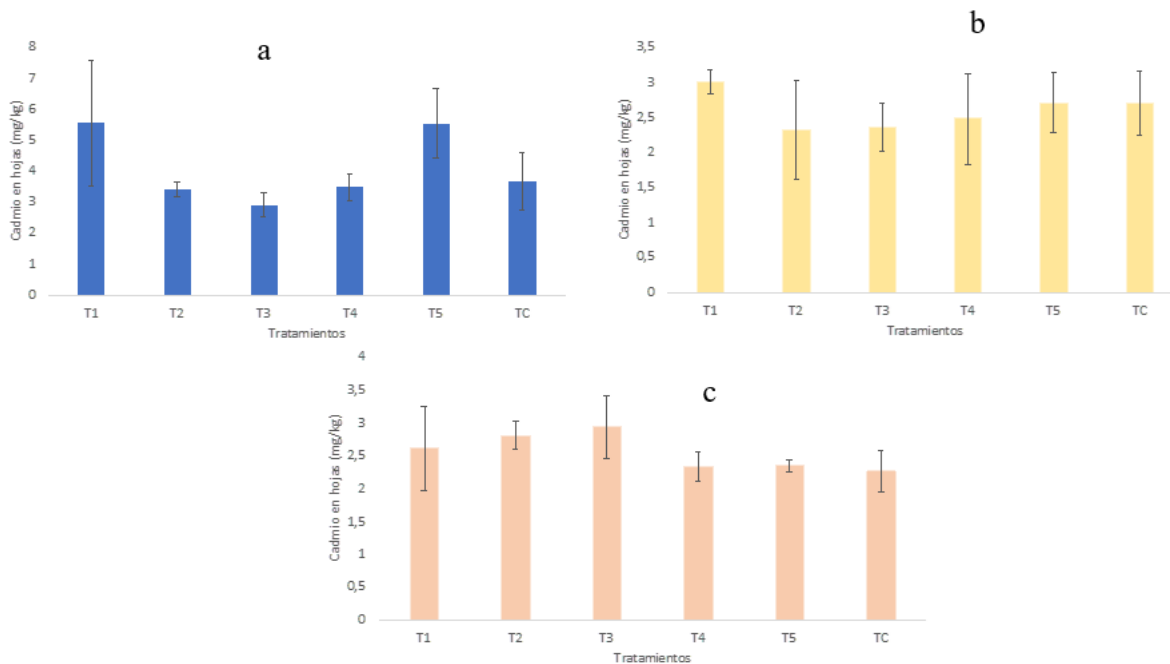 a
Cadmio en hojas (mg/kg)
8
7
6
5
4
3
2
1
0
T1 T2 T3 T4 T5 TC
Tratamientos
b
Cadmio en hojas (mg/kg)
3,5
3
2,5
2
1,5
1
0,5
0
T1 T2 T3 T4 T5 TC
Tratamientos
c
Cadmio en hojas (mg/kg)
4
3,5
3
2,5
2
1,5
1
0,5
0
T1 T2 T3 T4 T5 TC
Tratamientos